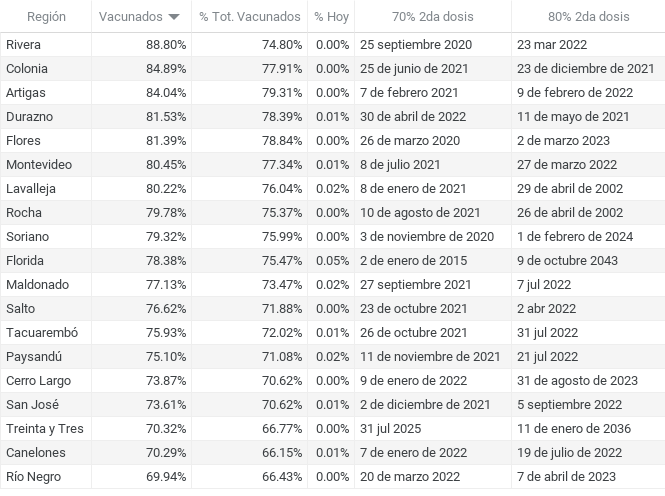 Región Vacunados % Tot. Vacunados % Hoy 70% 2da dosis 80% 2da dosis
Rivera 88.80% 74.80% 0.00% 25 septiembre 2020 23 mar 2022
Colonia 84.89% 77.91% 0.00% 25 de junio de 2021 23 de diciembre de 2021
Artigas 84.04% 79.31% 0.00% 7 de febrero 2021 9 de febrero de 2022
Durazno 81.53% 78.39% 0.01% 30 de abril de 2022 11 de mayo de 2021
Flores 81.39% 78.84% 0.00% 26 de marzo 2020 2 de marzo 2023
Montevideo 80.45% 77.34% 0.01% 8 de julio 2021 27 de marzo 2022
Lavalleja 80.22% 76.04% 0.02% 8 de enero de 2021 29 de abril de 2002
Rocha 79.78% 75.37% 0.00% 10 de agosto de 2021 26 de abril de 2002
Soriano 79.32% 75.99% 0.00% 3 de noviembre de 2020 1 de febrero de 2024
Florida 78.38% 75.47% 0.05% 2 de enero de 2015 9 de octubre 2043
Maldonado 77.13% 73.47% 0.02% 27 septiembre 2021 7 jul 2022
Salto 76.62% 71.88% 0.00% 23 de octubre 2021 2 abr 2022
Tacuarembó 75.93% 72.02% 0.01% 26 de octubre 2021 31 jul 2022
Paysandú 75.10% 71.08% 0.02% 11 de noviembre de 2021 21 jul 2022
Cerro Largo 73.87% 70.62% 0.00% 9 de enero de 2022 31 de agosto de 2023
San José 73.61% 70.62% 0.01% 2 de diciembre de 2021 5 septiembre 2022
Treinta y Tres 70.32% 66.77% 0.00% 31 jul 2025 11 de enero de 2036
Canelones 70.29% 66.15% 0.01% 7 de enero de 2022 19 de julio de 2022
Río Negro 69.94% 66.43% 0.00% 20 de marzo 2022 7 de abril de 2023